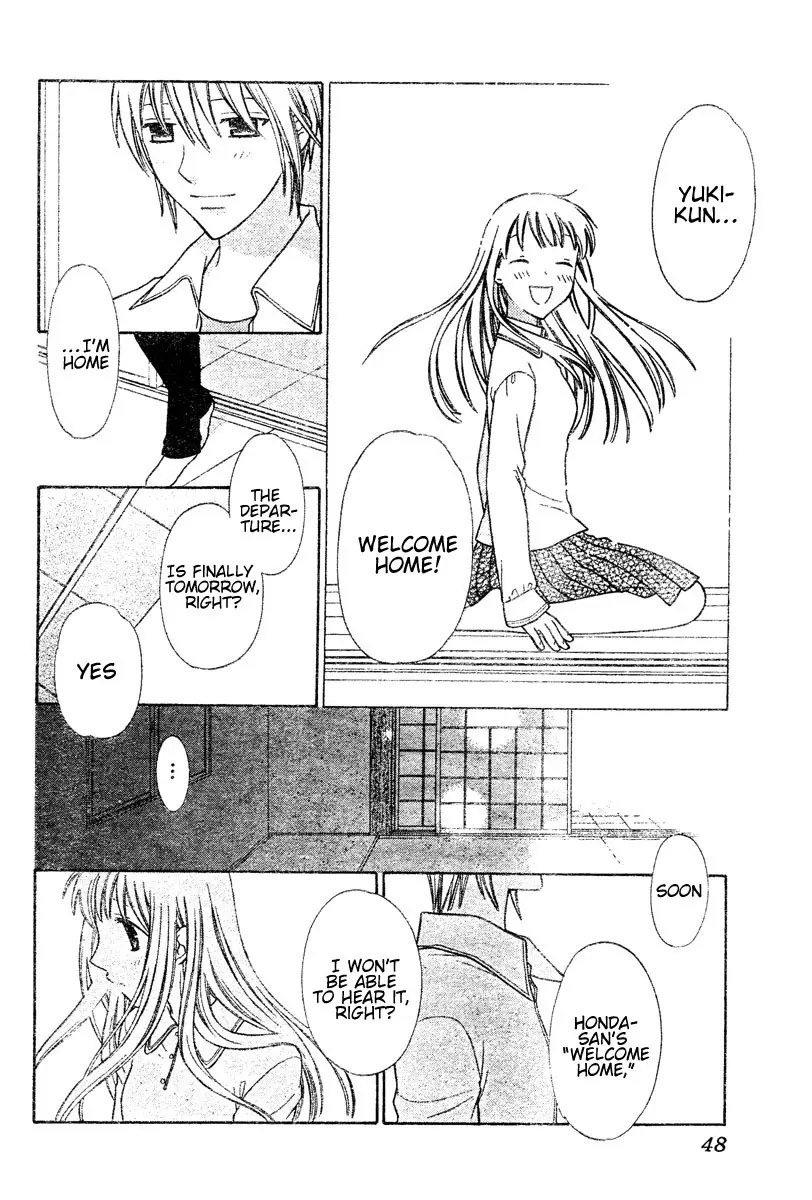 YUKI-
KUN...
WELCOME
HOME!
...I'M
HOME
THE
DEPAR-
TURE...
IS FINALLY
TOMORROW,
RIGHT?
YES
...
SOON
HONDA-
SAN'S
"WELCOME
HOME,"
I WON'T
BE ABLE
TO HEAR IT,
RIGHT?
48